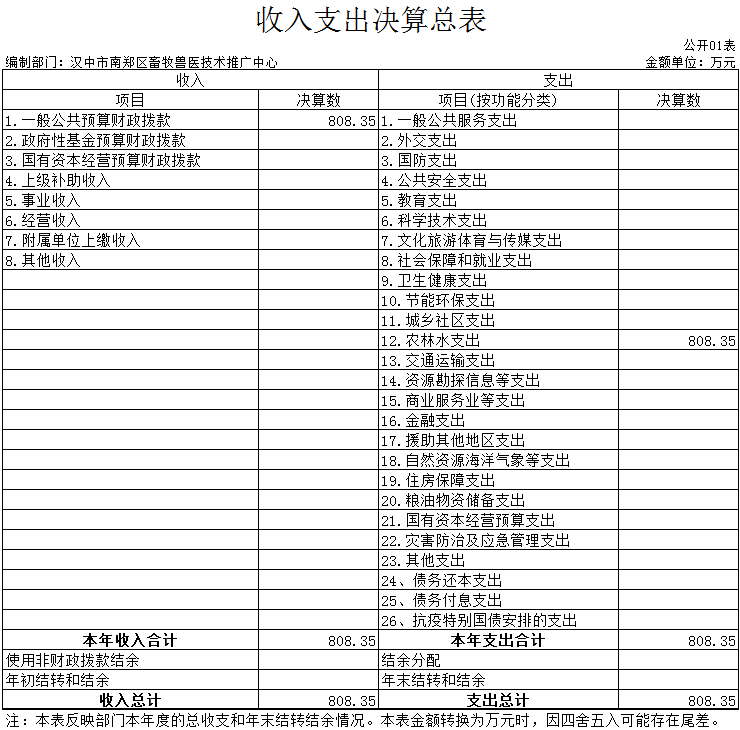 收入支出决算总表
公开01表
编制部门：汉中市南郑区畜牧兽医技术推广中心 金额单位：万元
收入 支出
项目 决算数 项目(按功能分类) 决算数
1.一般公共预算财政拨款 808.35 1.一般公共服务支出
2.政府性基金预算财政拨款 2.外交支出
3.国有资本经营预算财政拨款 3.国防支出
4.上级补助收入 4.公共安全支出
5.事业收入 5.教育支出
6.经营收入 6.科学技术支出
7.附属单位上缴收入 7.文化旅游体育与传媒支出
8.其他收入 8.社会保障和就业支出
9.卫生健康支出
10.节能环保支出
11.城乡社区支出
12.农林水支出 808.35
13.交通运输支出
14.资源勘探信息等支出
15.商业服务业等支出
16.金融支出
17.援助其他地区支出
18.自然资源海洋气象等支出
19.住房保障支出
20.粮油物资储备支出
21.国有资本经营预算支出
22.灾害防治及应急管理支出
23.其他支出
24、债务还本支出
25、债务付息支出
26、抗疫特别国债安排的支出
本年收入合计 808.35 本年支出合计 808.35
使用非财政拨款结余 结余分配
年初结转和结余 年末结转和结余
收入总计 808.35 支出总计 808.35
注：本表反映部门本年度的总收支和年末结转结余情况。本表金额转换为万元时，因四舍五入可能存在尾差。